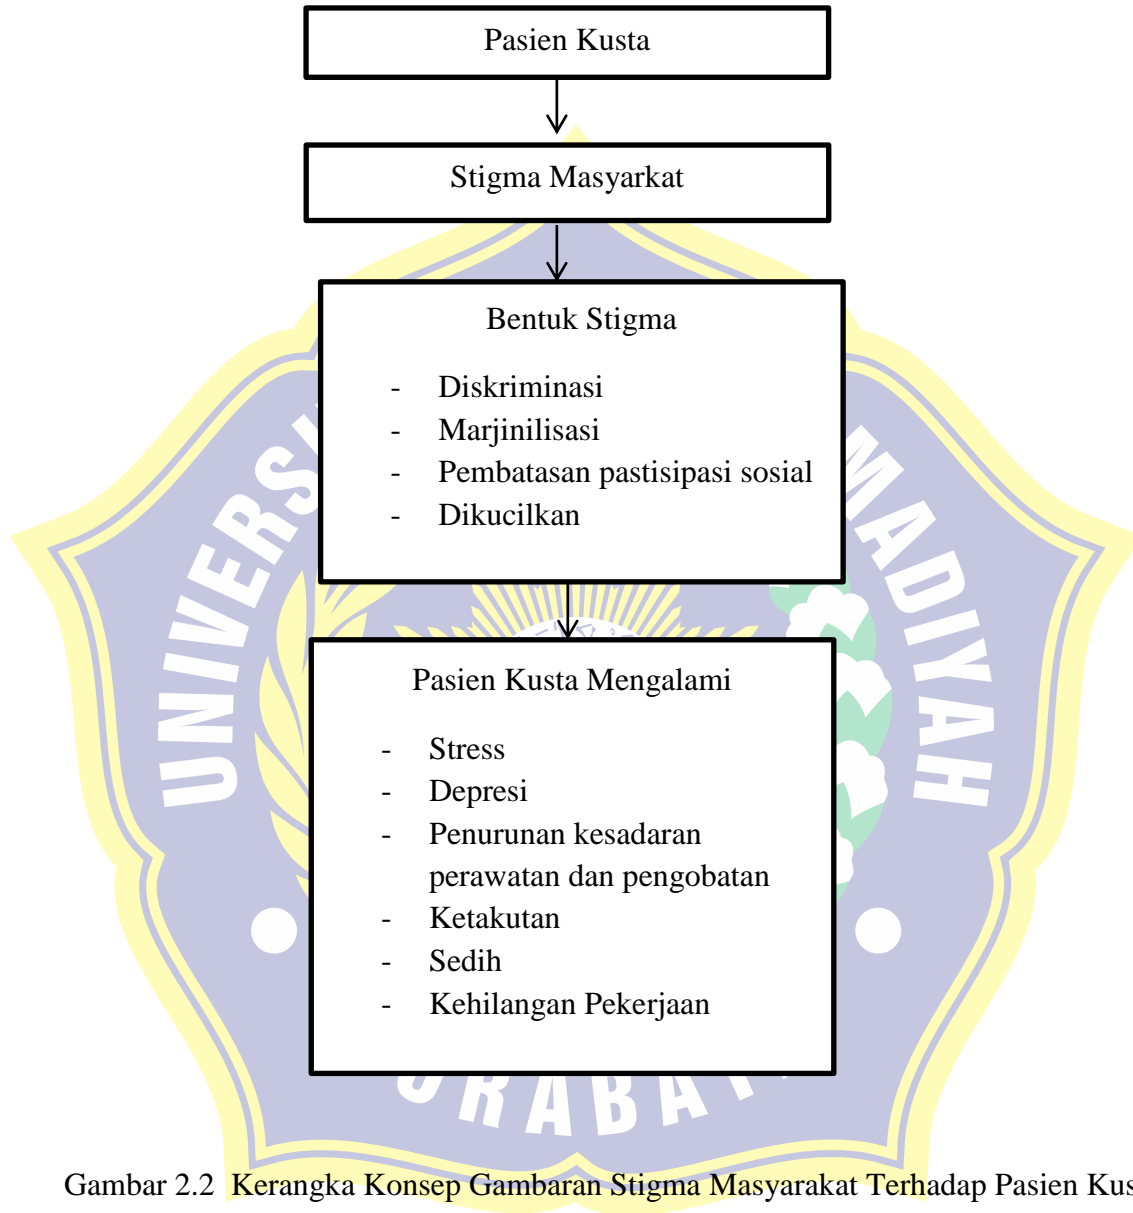 Pasien Kusta
Stigma Masyarkat
Bentuk Stigma
- Diskriminasi
- Marjinilisasi
- Pembatasan pastisipasi sosial
- Dikucilkan
Pasien Kusta Mengalami
- Stress
- Depresi
- Penurunan kesadaran
perawatan dan pengobatan
- Ketakutan
- Sedih
- Kehilangan Pekerjaan
Gambar 2.2 Kerangka Konsep Gambaran Stigma Masyarakat Terhadap Pasien Kus